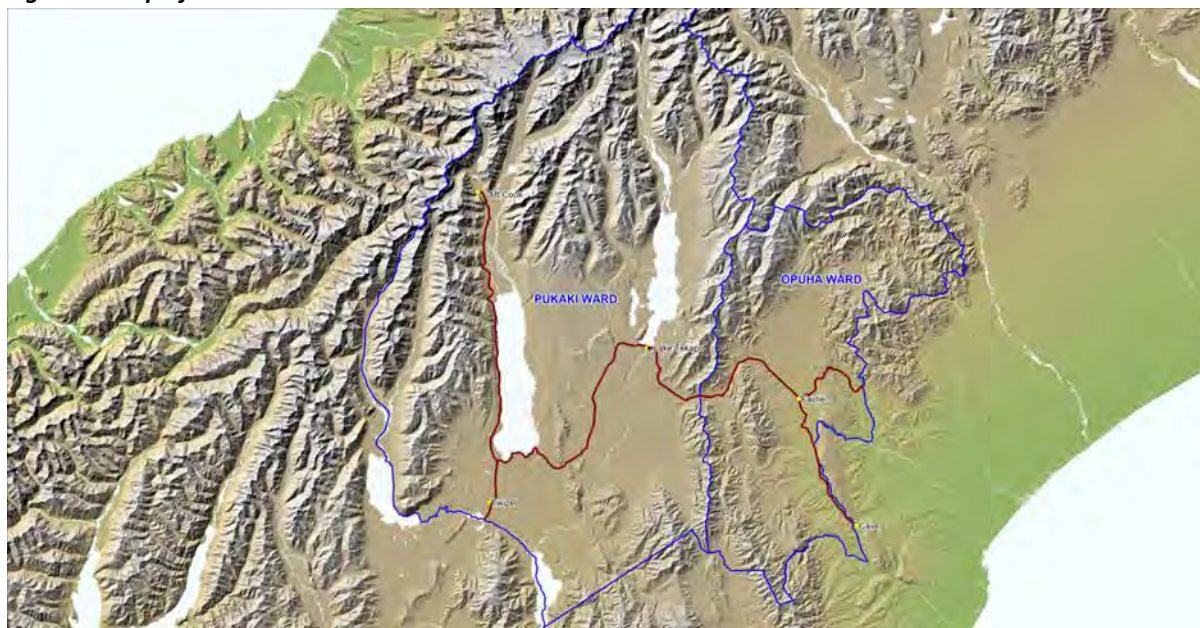 Mt Cook
PUKAKI WARD
OPUHA WARD
Lake Tekapo
Fairlie
Twizel
Cave